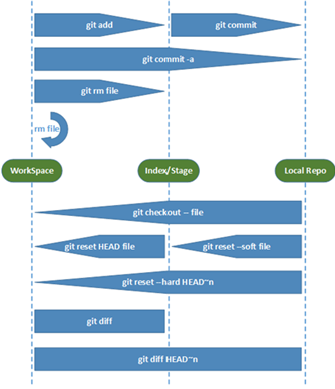 git add
git commit
git commit -a
git rm file
rm file
WorkSpace
Index/Stage
Local Repo
git checkout -- file
git reset HEAD file
git reset --soft file
git reset --hard HEAD~n
git diff
git diff HEAD~n